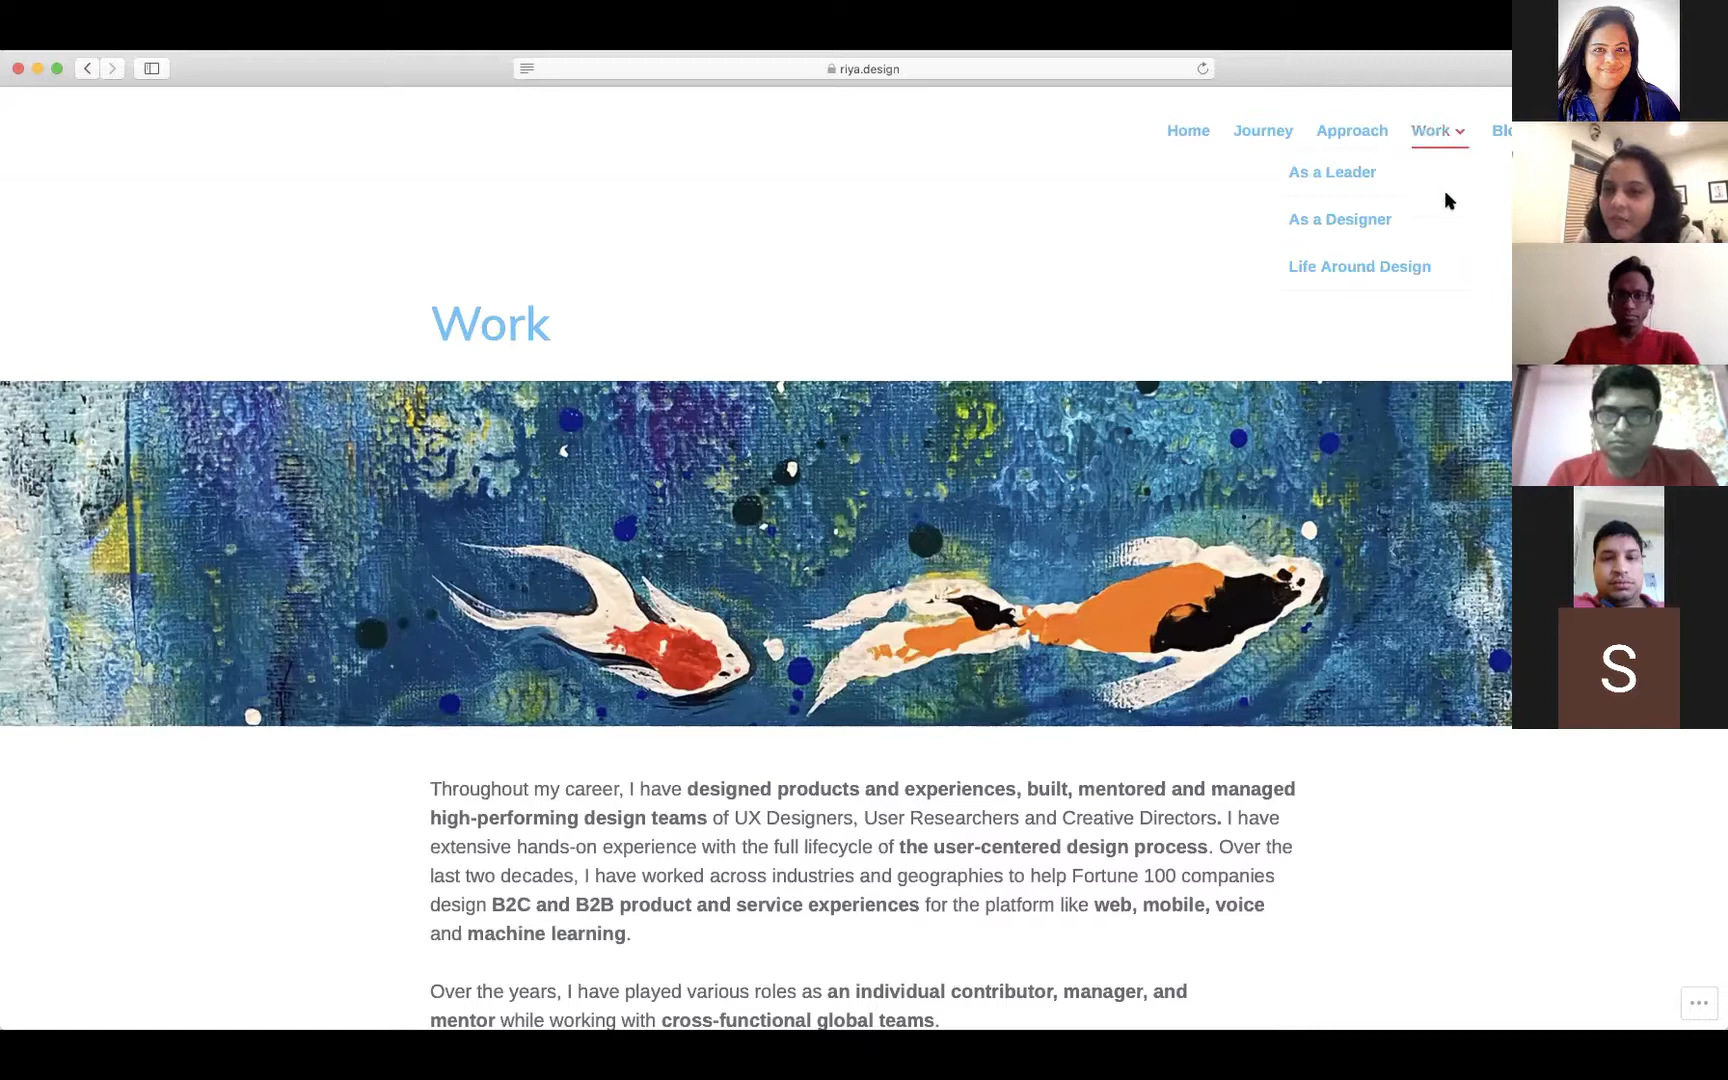 riya.design
Home Journey Approach Work Blo
As a Leader
As a Designer
Life Around Design
Work
Throughout my career, I have designed products and experiences, built, mentored and managed
high-performing design teams of UX Designers, User Researchers and Creative Directors. I have
extensive hands-on experience with the full lifecycle of the user-centered design process. Over the
last two decades, I have worked across industries and geographies to help Fortune 100 companies
design B2C and B2B product and service experiences for the platform like web, mobile, voice
and machine learning.
Over the years, I have played various roles as an individual contributor, manager, and
mentor while working with cross-functional global teams.
S